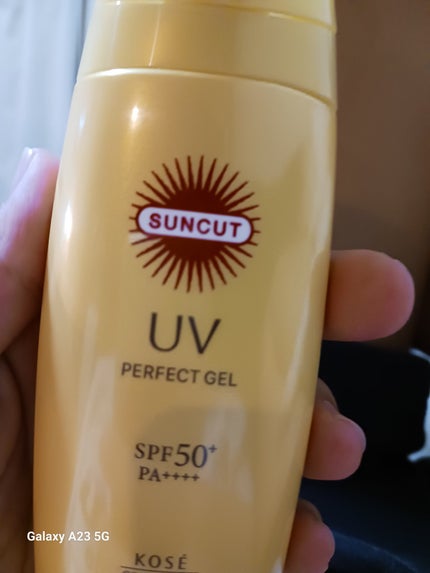 SUNCUT
UV
PERFECT GEL
SPF50+
PA++++
KOSÉ
Galaxy A23 5G